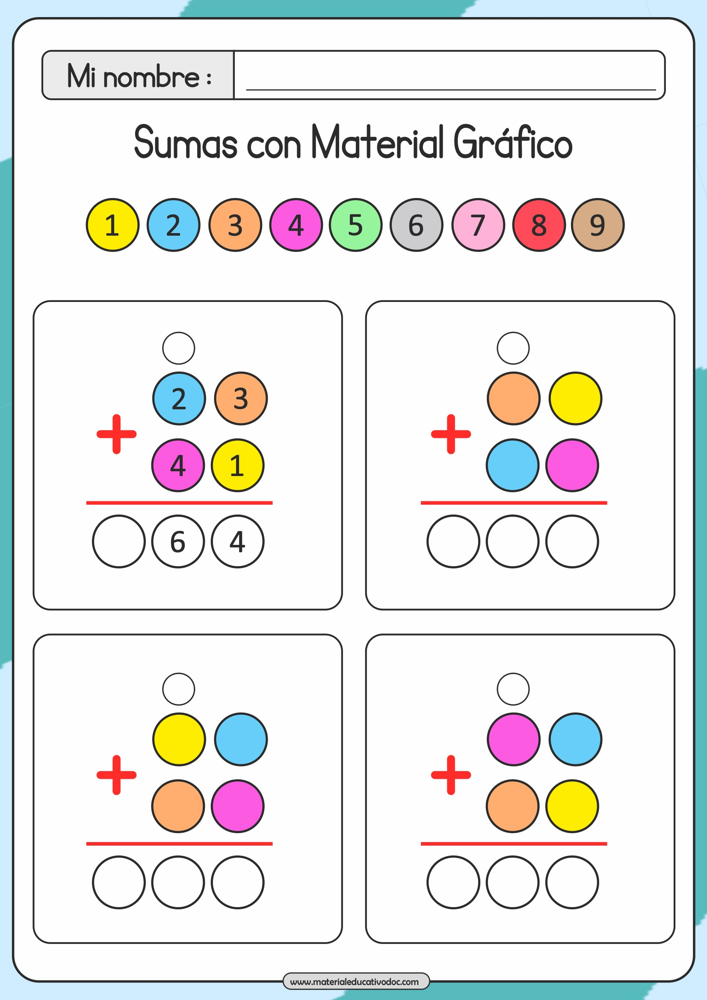 Mi nombre :
Sumas con Material Gráfico
1 2 3 4 5 6 7 8 9
2 3
+
4 1
6 4
+
+
+
www.materialeducativodoc.com